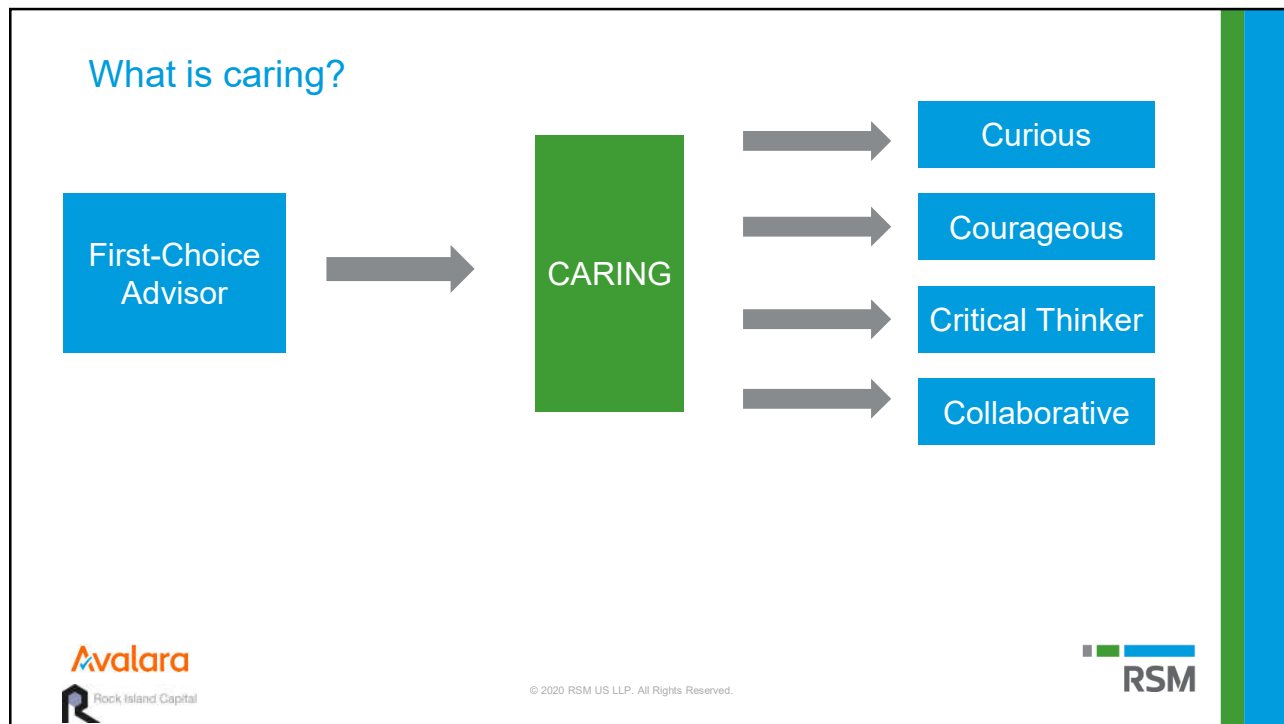 What is caring?
First-Choice
Advisor
CARING
Curious
Courageous
Critical Thinker
Collaborative
Avalara
Rock Island Capital
© 2020 RSM US LLP. All Rights Reserved.
RSM